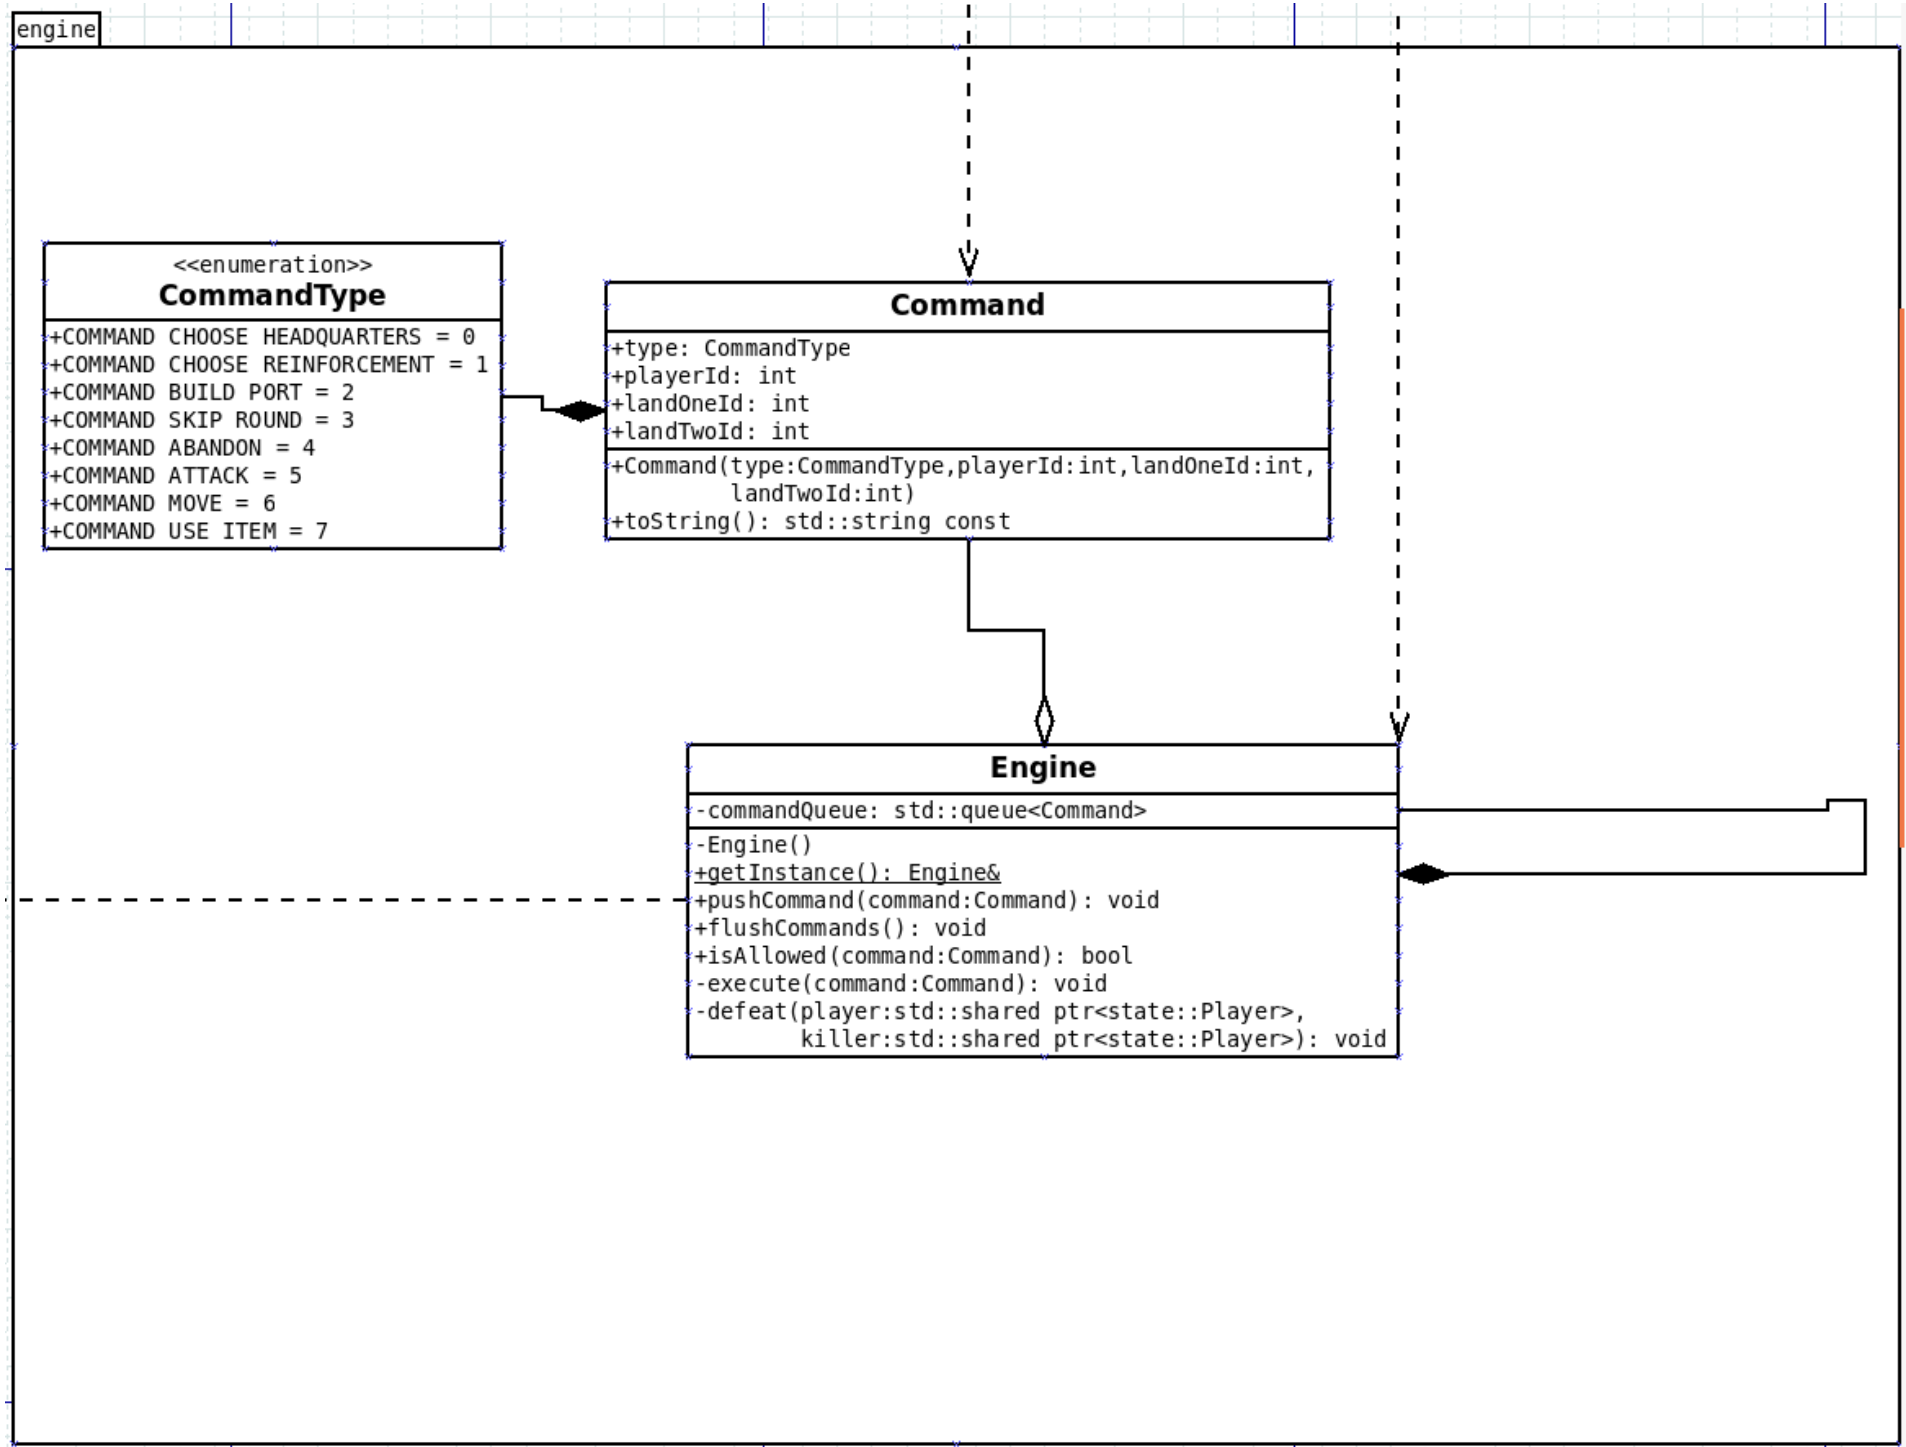 engine
<<enumeration>>
CommandType
+COMMAND CHOOSE HEADQUARTERS = 0
+COMMAND CHOOSE REINFORCEMENT = 1
+COMMAND BUILD PORT = 2
+COMMAND SKIP ROUND = 3
+COMMAND ABANDON = 4
+COMMAND ATTACK = 5
+COMMAND MOVE = 6
+COMMAND USE ITEM = 7
Command
+type: CommandType
+playerId: int
+landOneId: int
+landTwoId: int
+Command(type:CommandType,playerId:int,landOneId:int,
landTwoId:int)
+toString(): std::string const
Engine
-commandQueue: std::queue<Command>
-Engine()
+getInstance(): Engine&
+pushCommand(command:Command): void
+flushCommands(): void
+isAllowed(command:Command): bool
-execute(command:Command): void
-defeat(player:std::shared ptr<state::Player>,
killer:std::shared ptr<state::Player>): void